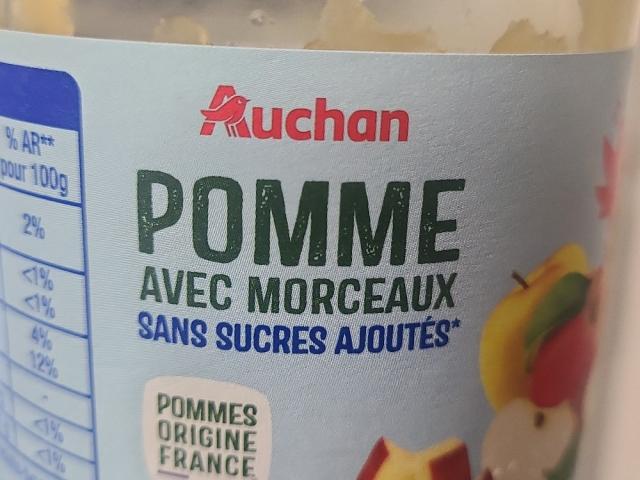 Auchan
POMME
AVEC MORCEAUX
SANS SUCRES AJOUTÉS*
POMMES
ORIGINE
FRANCE
% AR**
pour 100g
2%
<1%
<1%
4%
12%
-
<1%
<1%